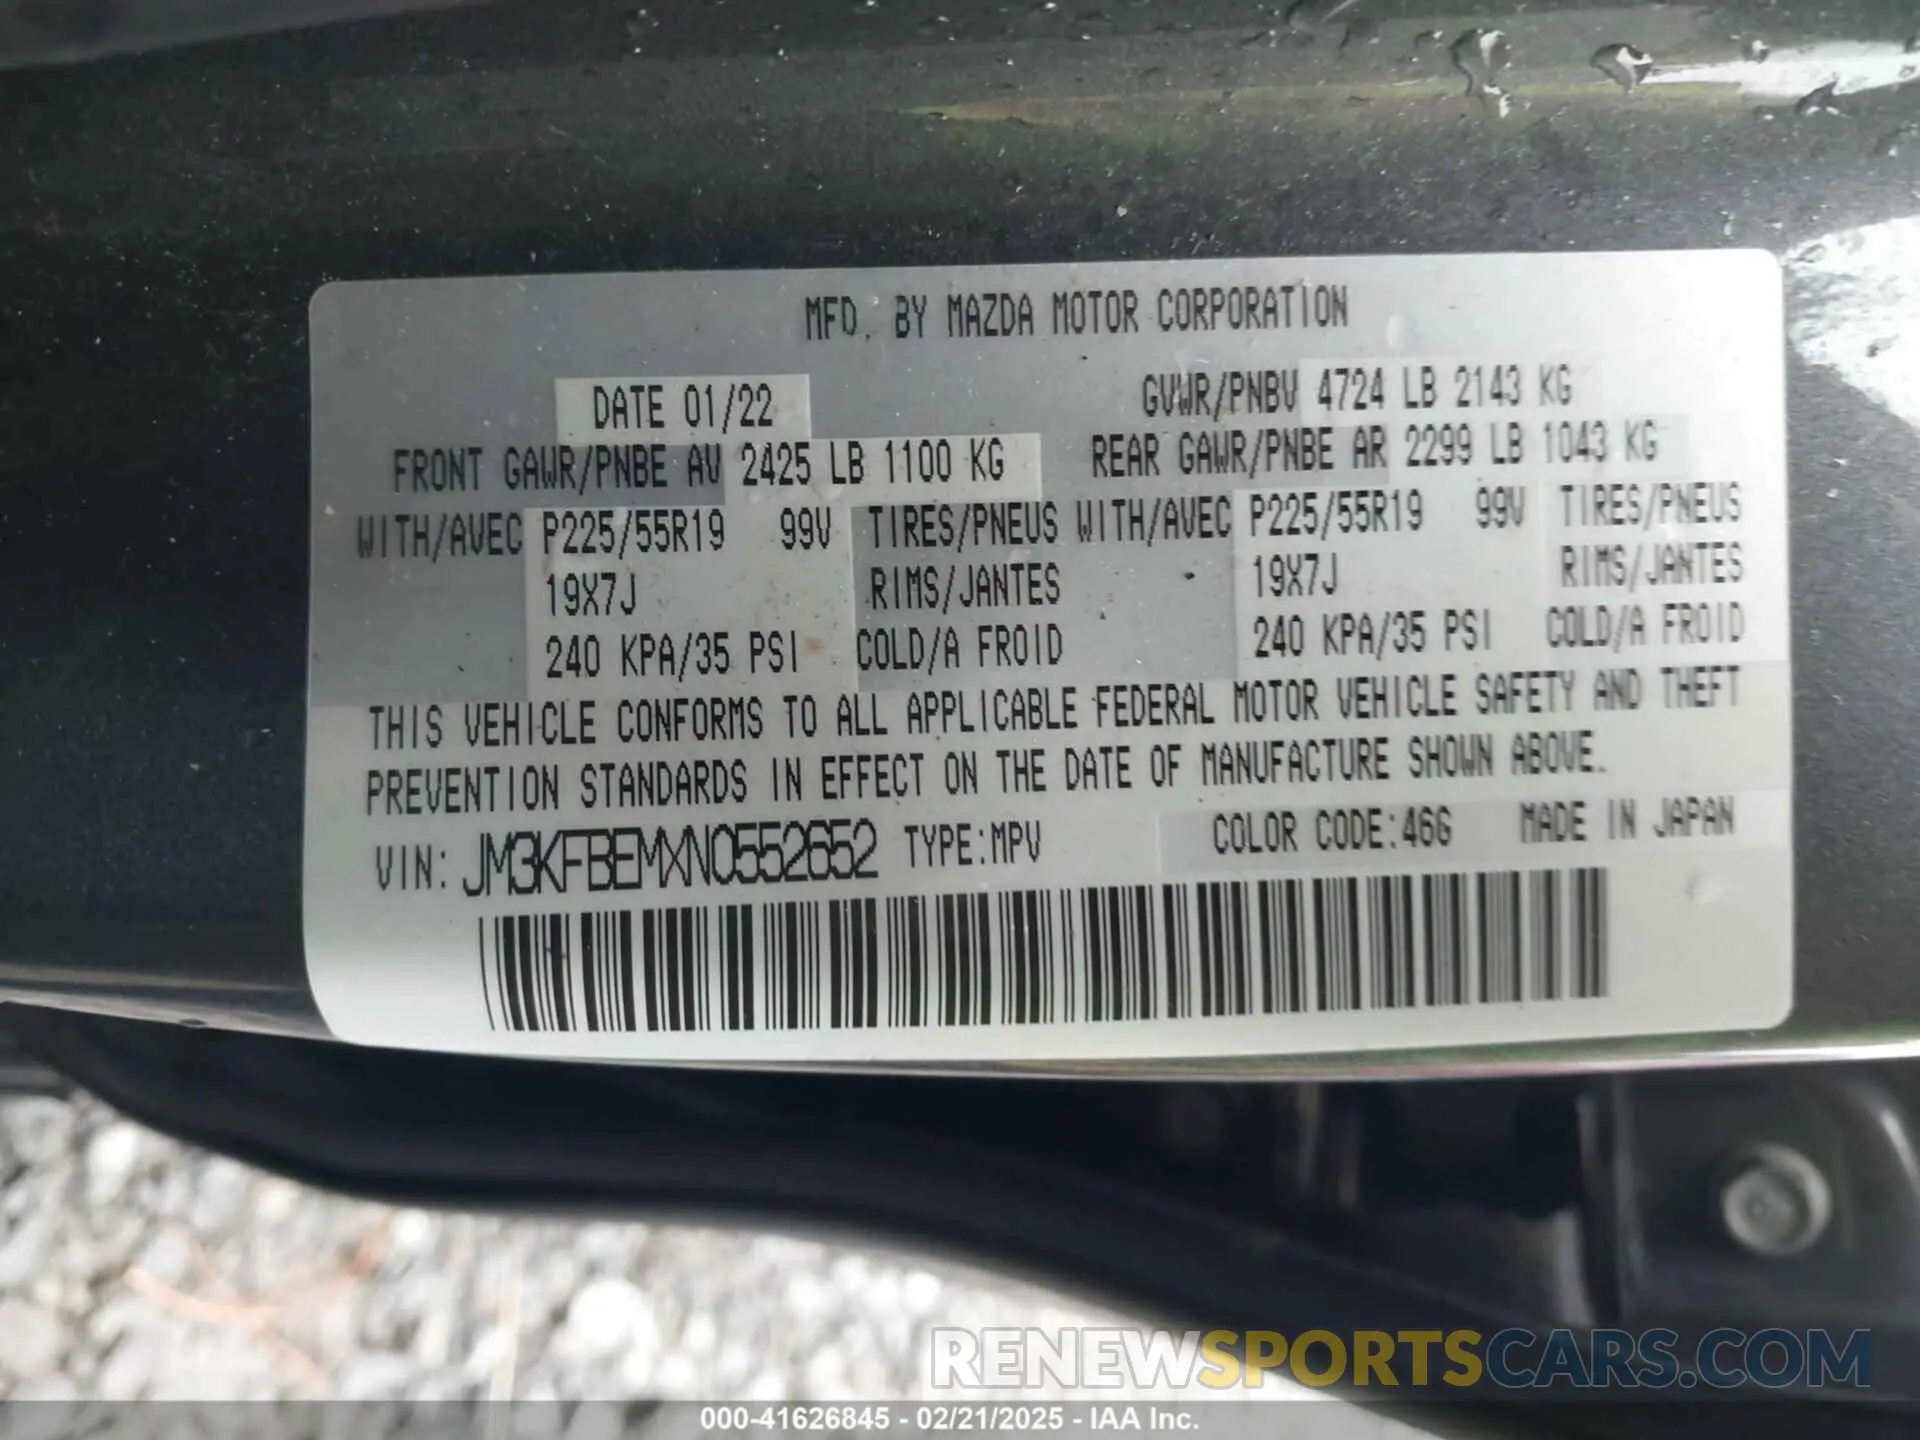 MFD. BY MAZDA MOTOR CORPORATION
DATE 01/22 GVWR/PNBV 4724 LB 2143 KG
FRONT GAWR/PNBE AV 2425 LB 1100 KG REAR GAWR/PNBE AR 2299 LB 1043 KG
WITH/AVEC P225/55R19 99V TIRES/PNEUS WITH/AVEC P225/55R19 99V TIRES/PNEUS
19X7J RIMS/JANTES 19X7J RIMS/JANTES
240 KPA/35 PSI COLD/A FROID 240 KPA/35 PSI COLD/A FROID
THIS VEHICLE CONFORMS TO ALL APPLICABLE FEDERAL MOTOR VEHICLE SAFETY AND THEFT
PREVENTION STANDARDS IN EFFECT ON THE DATE OF MANUFACTURE SHOWN ABOVE.
VIN: JM3KFBEMXN0552652 TYPE:MPV COLOR CODE:46G MADE IN JAPAN
RENEWSPORTSCARS.COM
000-41626845 - 02/21/2025 - IAA Inc.